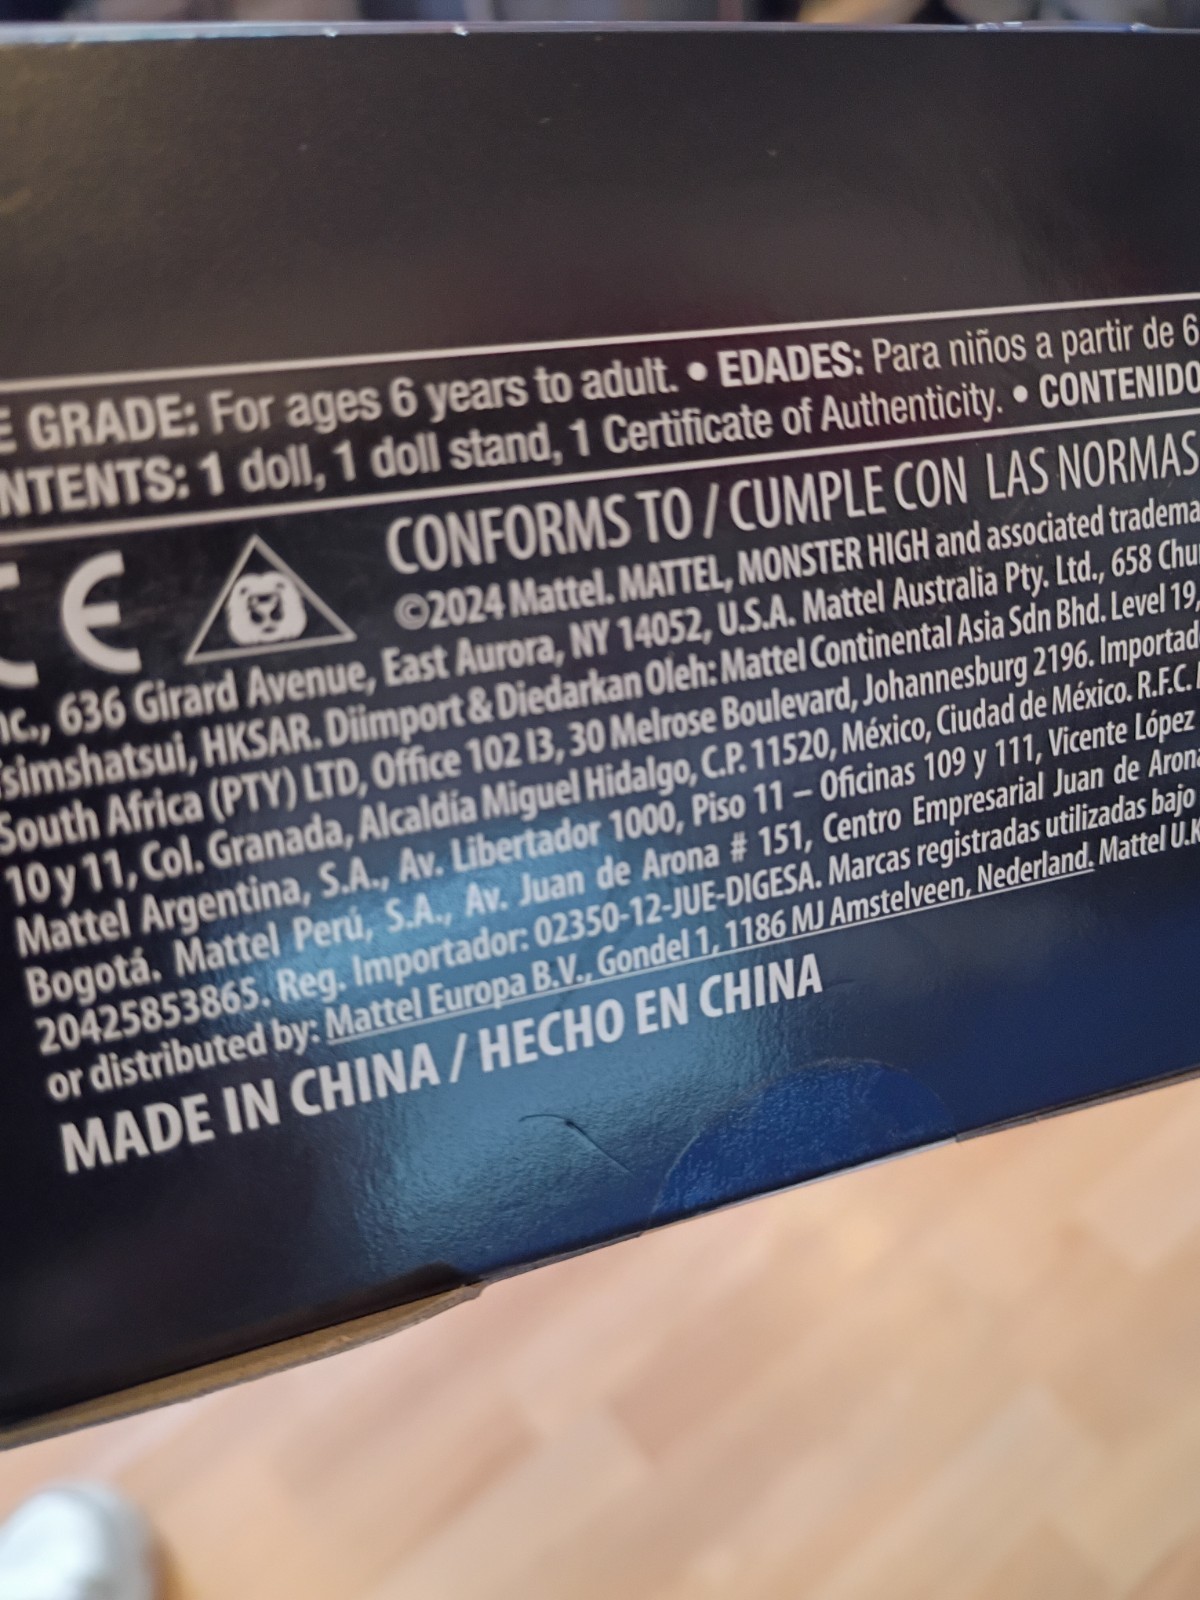 E GRADE: For ages 6 years to adult. • EDADES: Para niños a partir de 6
NTENTS: 1 doll, 1 doll stand, 1 Certificate of Authenticity. • CONTENIDO
CE CONFORMS TO / CUMPLE CON LAS NORMAS
©2024 Mattel. MATTEL, MONSTER HIGH and associated tradema
nc., 636 Girard Avenue, East Aurora, NY 14052, U.S.A. Mattel Australia Pty. Ltd., 658 Chu
Tsimshatsui, HKSAR. Diimport & Diedarkan Oleh: Mattel Continental Asia Sdn Bhd. Level 19,
South Africa (PTY) LTD, Office 102 I3, 30 Melrose Boulevard, Johannesburg 2196. Importad
10 y 11, Col. Granada, Alcaldía Miguel Hidalgo, C.P. 11520, México, Ciudad de México. R.F.C.
Mattel Argentina, S.A., Av. Libertador 1000, Piso 11 – Oficinas 109 y 111, Vicente López
Bogotá. Mattel Perú, S.A., Av. Juan de Arona # 151, Centro Empresarial Juan de Arona
20425853865. Reg. Importador: 02350-12-JUE-DIGESA. Marcas registradas utilizadas bajo
or distributed by: Mattel Europa B.V., Gondel 1, 1186 MJ Amstelveen, Nederland. Mattel U.K
MADE IN CHINA / HECHO EN CHINA